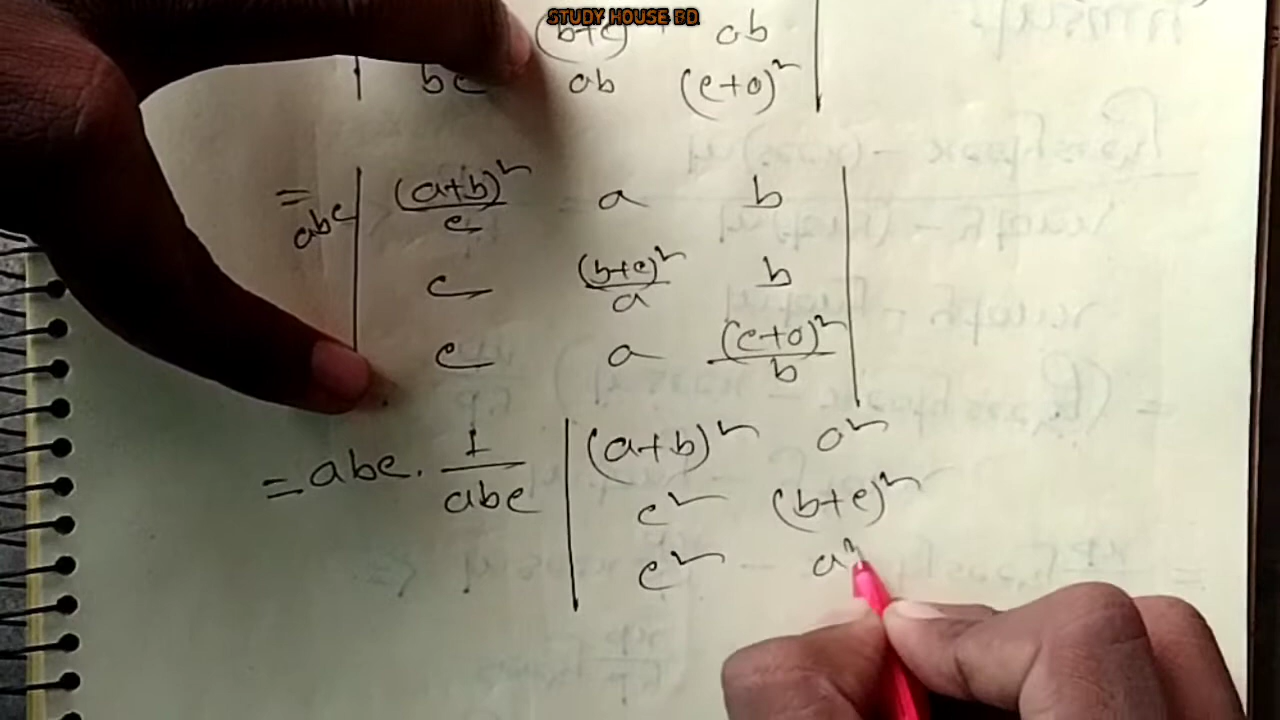 STUDY HOUSE BD
(b+c) ab
bc ab (c+a)²
= abc | (a+b)²/c a b |
| c (b+c)²/a b |
| c a (c+a)²/b |
= abc. 1/abc | (a+b)² a²
c² (b+c)²
c² a²